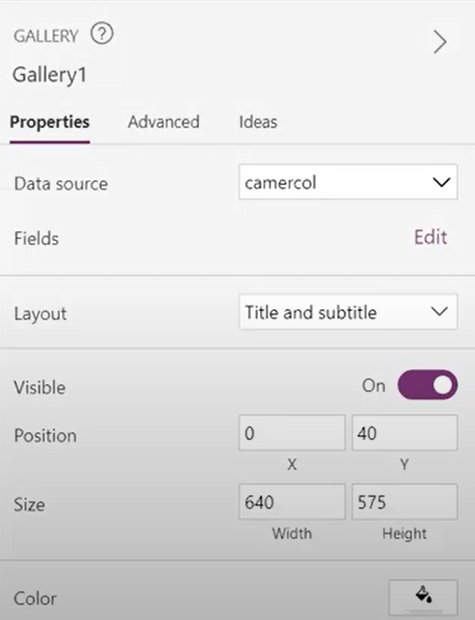 GALLERY ?
Gallery1
Properties Advanced Ideas
Data source camercol
Fields Edit
Layout Title and subtitle
Visible On
Position 0 40
X Y
Size 640 575
Width Height
Color